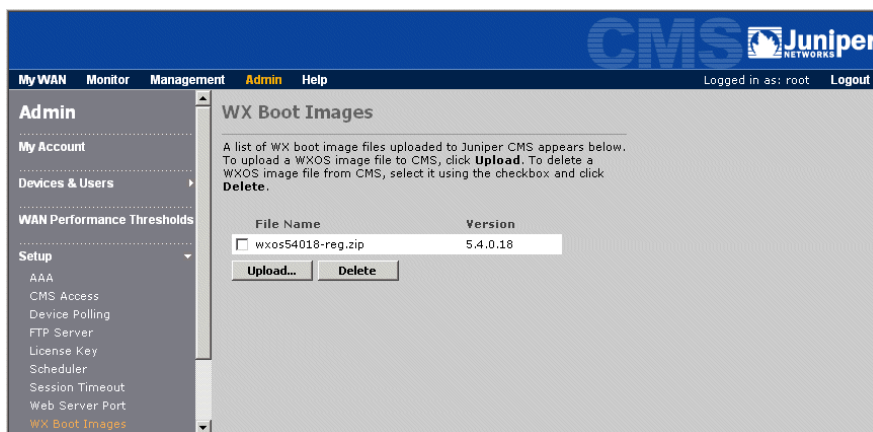 CMS
Juniper
NETWORKS
My WAN Monitor Management Admin Help Logged in as: root Logout
Admin
My Account
Devices & Users
WAN Performance Thresholds
Setup
AAA
CMS Access
Device Polling
FTP Server
License Key
Scheduler
Session Timeout
Web Server Port
WX Boot Images
WX Boot Images
A list of WX boot image files uploaded to Juniper CMS appears below.
To upload a WXOS image file to CMS, click Upload. To delete a
WXOS image file from CMS, select it using the checkbox and click
Delete.
File Name Version
wxos54018-reg.zip 5.4.0.18
Upload... Delete